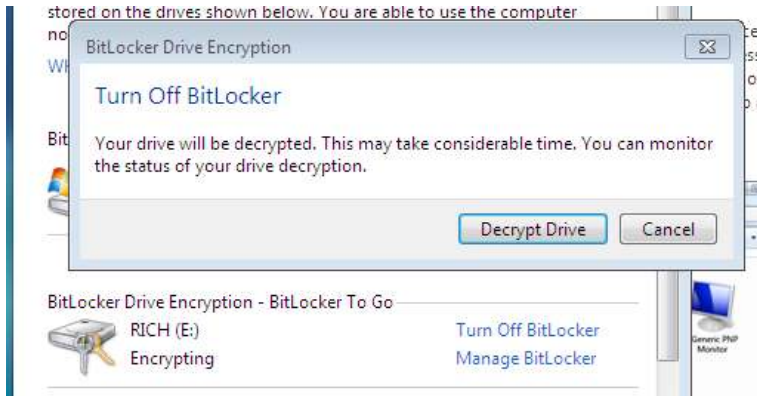 stored on the drives shown below. You are able to use the computer
no
BitLocker Drive Encryption
Wh
Turn Off BitLocker
Your drive will be decrypted. This may take considerable time. You can monitor
the status of your drive decryption.
Bit
Decrypt Drive Cancel
BitLocker Drive Encryption - BitLocker To Go
RICH (E:) Turn Off BitLocker
Encrypting Manage BitLocker
Generic PNP
Monitor